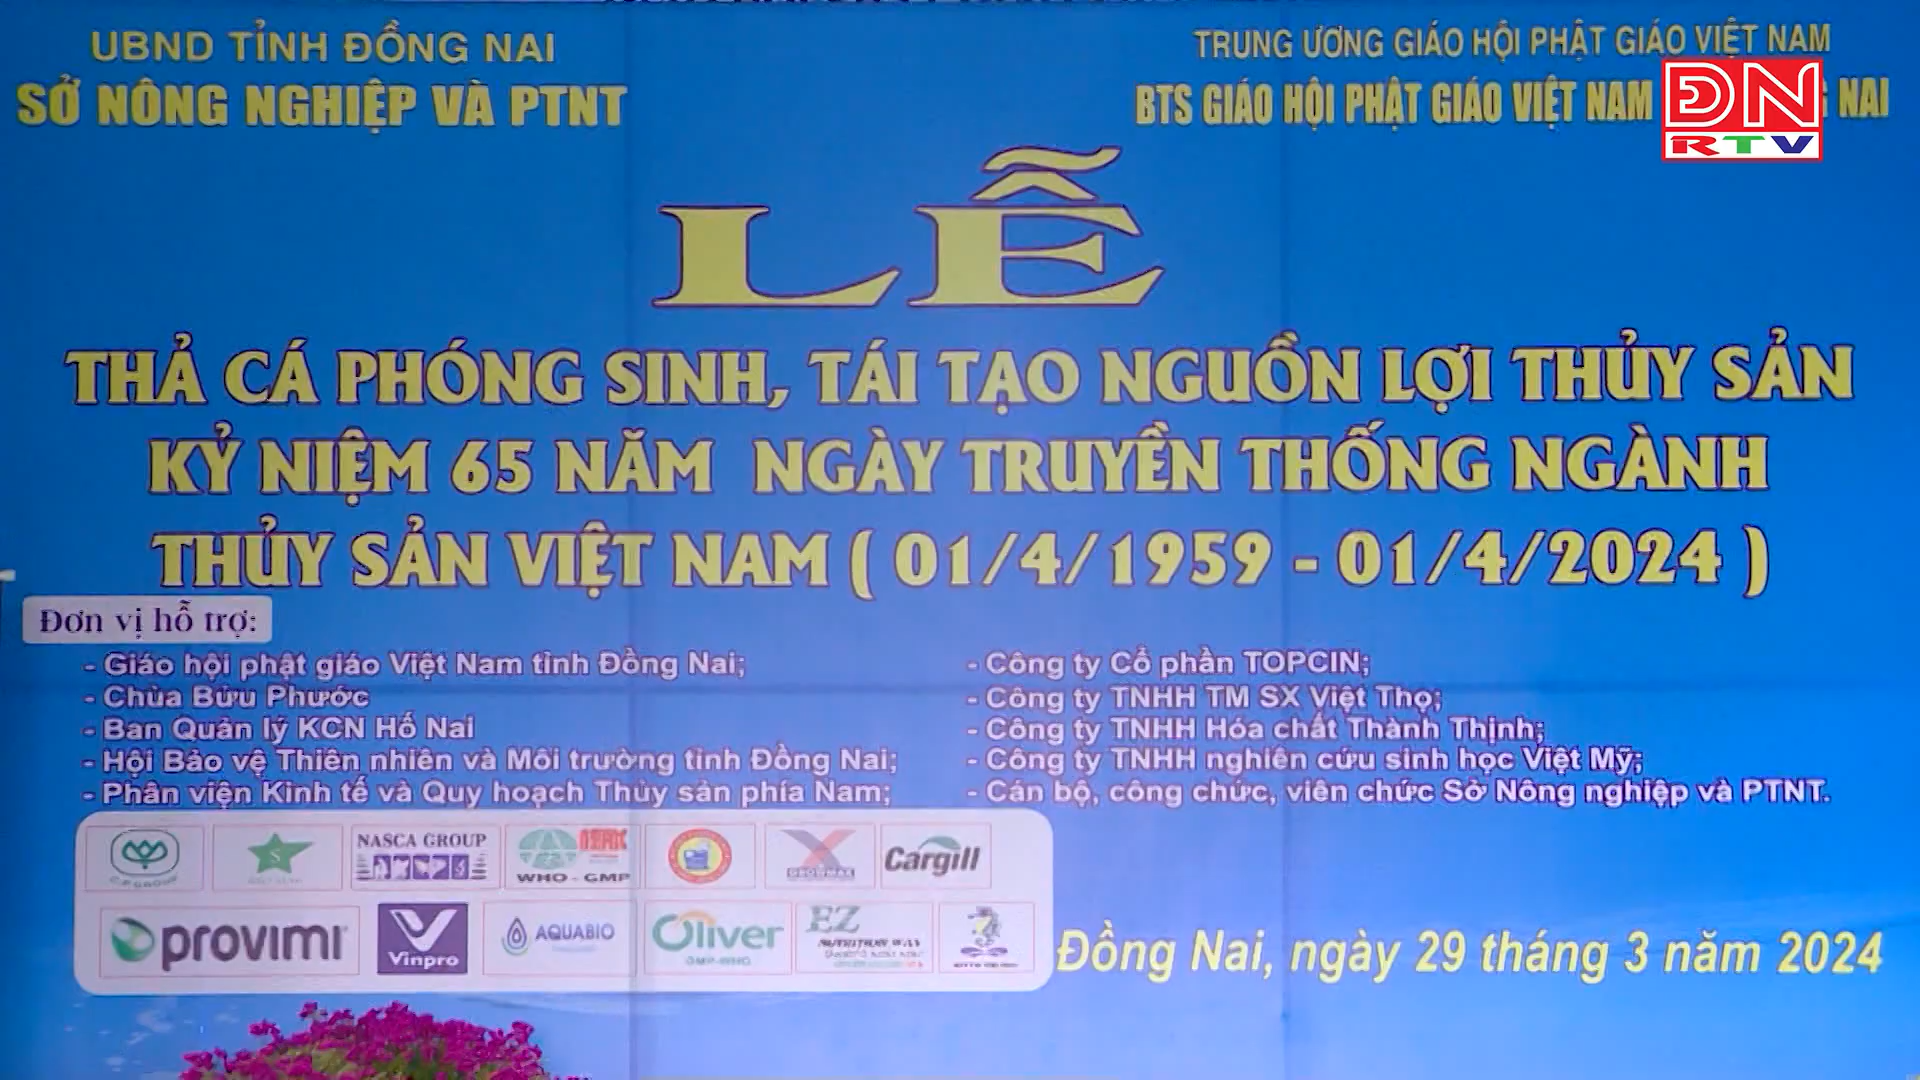 UBND TỈNH ĐỒNG NAI
SỞ NÔNG NGHIỆP VÀ PTNT
TRUNG ƯƠNG GIÁO HỘI PHẬT GIÁO VIỆT NAM
BTS GIÁO HỘI PHẬT GIÁO VIỆT NAM NAI
ĐN
RTV
LỄ
THẢ CÁ PHÓNG SINH, TÁI TẠO NGUỒN LỢI THỦY SẢN
KỶ NIỆM 65 NĂM NGÀY TRUYỀN THỐNG NGÀNH
THỦY SẢN VIỆT NAM ( 01/4/1959 - 01/4/2024 )
Đơn vị hỗ trợ:
- Giáo hội phật giáo Việt Nam tỉnh Đồng Nai;
- Chùa Bửu Phước
- Ban Quản lý KCN Hố Nai
- Hội Bảo vệ Thiên nhiên và Môi trường tỉnh Đồng Nai;
- Phân viện Kinh tế và Quy hoạch Thủy sản phía Nam;
- Công ty Cổ phần TOPCIN;
- Công ty TNHH TM SX Việt Thọ;
- Công ty TNHH Hóa chất Thành Thịnh;
- Công ty TNHH nghiên cứu sinh học Việt Mỹ;
- Cán bộ, công chức, viên chức Sở Nông nghiệp và PTNT.
C.P. GROUP
S
NASCA GROUP
WHO - GMP
GROWMAX
Cargill
provimi
V
Vinpro
AQUABIO
Oliver
GMP-WHO
EZ
NUTRITION WAY
Đồng Nai, ngày 29 tháng 3 năm 2024